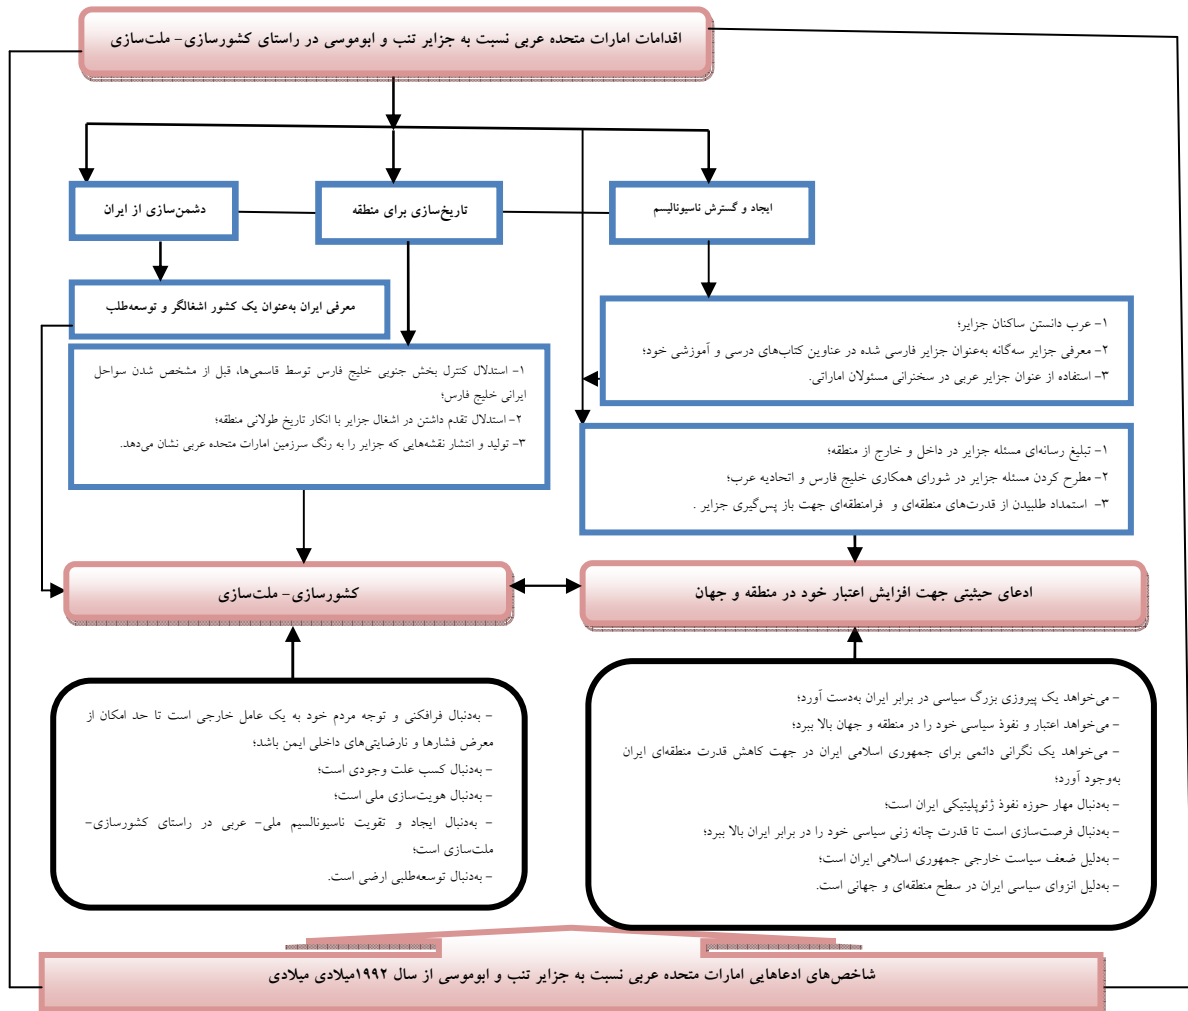 اقدامات امارات متحده عربی نسبت به جزایر تنب و ابوموسی در راستای کشورسازی- ملت‌سازی
ایجاد و گسترش ناسیونالیسم
تاریخ‌سازی برای منطقه
دشمن‌سازی از ایران
معرفی ایران به‌عنوان یک کشور اشغالگر و توسعه‌طلب
۱- عرب دانستن ساکنان جزایر؛
۲- معرفی جزایر سه‌گانه به‌عنوان جزایر فارسی شده در عناوین کتاب‌های درسی و آموزشی خود؛
۳- استفاده از عنوان جزایر عربی در سخنرانی مسئولان اماراتی.
۱- استدلال کنترل بخش جنوبی خلیج فارس توسط قاسمی‌ها، قبل از مشخص شدن سواحل
ایرانی خلیج فارس؛
۲- استدلال تقدم داشتن در اشغال جزایر با انکار تاریخ طولانی منطقه؛
۳- تولید و انتشار نقشه‌هایی که جزایر را به رنگ سرزمین امارات متحده عربی نشان می‌دهد.
۱- تبلیغ رسانه‌ای مسئله جزایر در داخل و خارج از منطقه؛
۲- مطرح کردن مسئله جزایر در شورای همکاری خلیج فارس و اتحادیه عرب؛
۳- استمداد طلبیدن از قدرت‌های منطقه‌ای و فرامنطقه‌ای جهت باز پس‌گیری جزایر .
ادعای حیثیتی جهت افزایش اعتبار خود در منطقه و جهان
کشورسازی- ملت‌سازی
- می‌خواهد یک پیروزی بزرگ سیاسی در برابر ایران به‌دست آورد؛
- می‌خواهد اعتبار و نفوذ سیاسی خود را در منطقه و جهان بالا ببرد؛
- می‌خواهد یک نگرانی دائمی برای جمهوری اسلامی ایران در جهت کاهش قدرت منطقه‌ای ایران
به‌وجود آورد؛
- به‌دنبال مهار حوزه نفوذ ژئوپلیتیکی ایران است؛
- به‌دنبال فرصت‌سازی است تا قدرت چانه زنی سیاسی خود را در برابر ایران بالا ببرد؛
- به‌دلیل ضعف سیاست خارجی جمهوری اسلامی ایران است؛
- به‌دلیل انزوای سیاسی ایران در سطح منطقه‌ای و جهانی است.
- به‌دنبال فرافکنی و توجه مردم خود به یک عامل خارجی است تا حد امکان از
معرض فشارها و نارضایتی‌های داخلی ایمن باشد؛
- به‌دنبال کسب علت وجودی است؛
- به‌دنبال هویت‌سازی ملی است؛
- به‌دنبال ایجاد و تقویت ناسیونالسیم ملی- عربی در راستای کشورسازی-
ملت‌سازی است؛
- به‌دنبال توسعه‌طلبی ارضی است.
شاخص‌های ادعاهایی امارات متحده عربی نسبت به جزایر تنب و ابوموسی از سال ۱۹۹۲میلادی میلادی